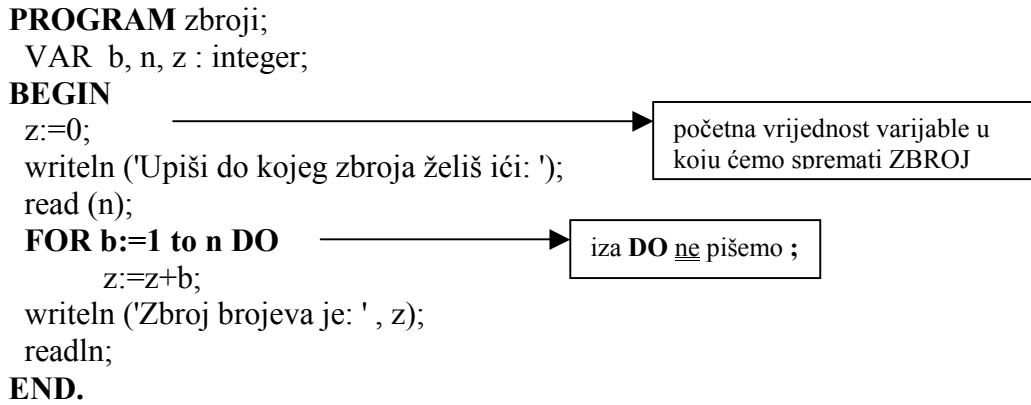 PROGRAM zbroji;
VAR b, n, z : integer;
BEGIN
z:=0;
početna vrijednost varijable u
koju ćemo spremati ZBROJ
writeln ('Upiši do kojeg zbroja želiš ići: ');
read (n);
FOR b:=1 to n DO
iza DO ne pišemo ;
z:=z+b;
writeln ('Zbroj brojeva je: ' , z);
readln;
END.